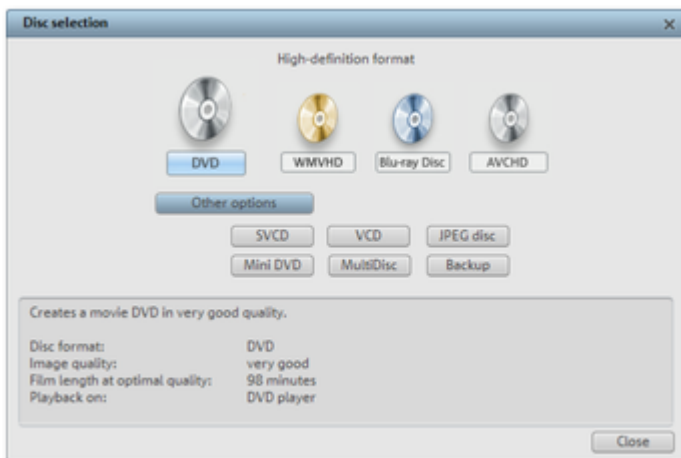 Disc selection
High-definition format
DVD WMVHD Blu-ray Disc AVCHD
Other options
SVCD VCD JPEG disc
Mini DVD MultiDisc Backup
Creates a movie DVD in very good quality.
Disc format: DVD
Image quality: very good
Film length at optimal quality: 98 minutes
Playback on: DVD player
Close